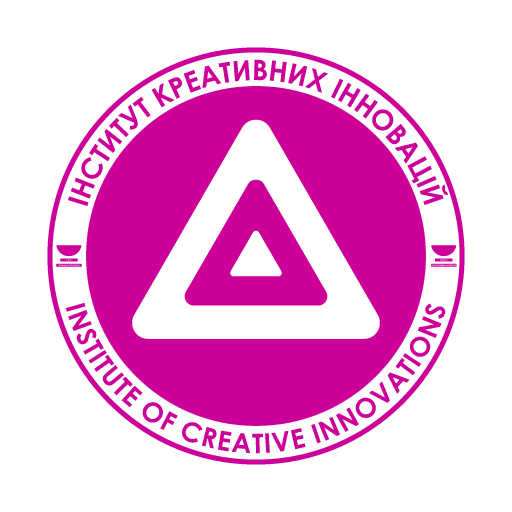 ІНСТИТУТ КРЕАТИВНИХ ІННОВАЦІЙ
INSTITUTE OF CREATIVE INNOVATIONS